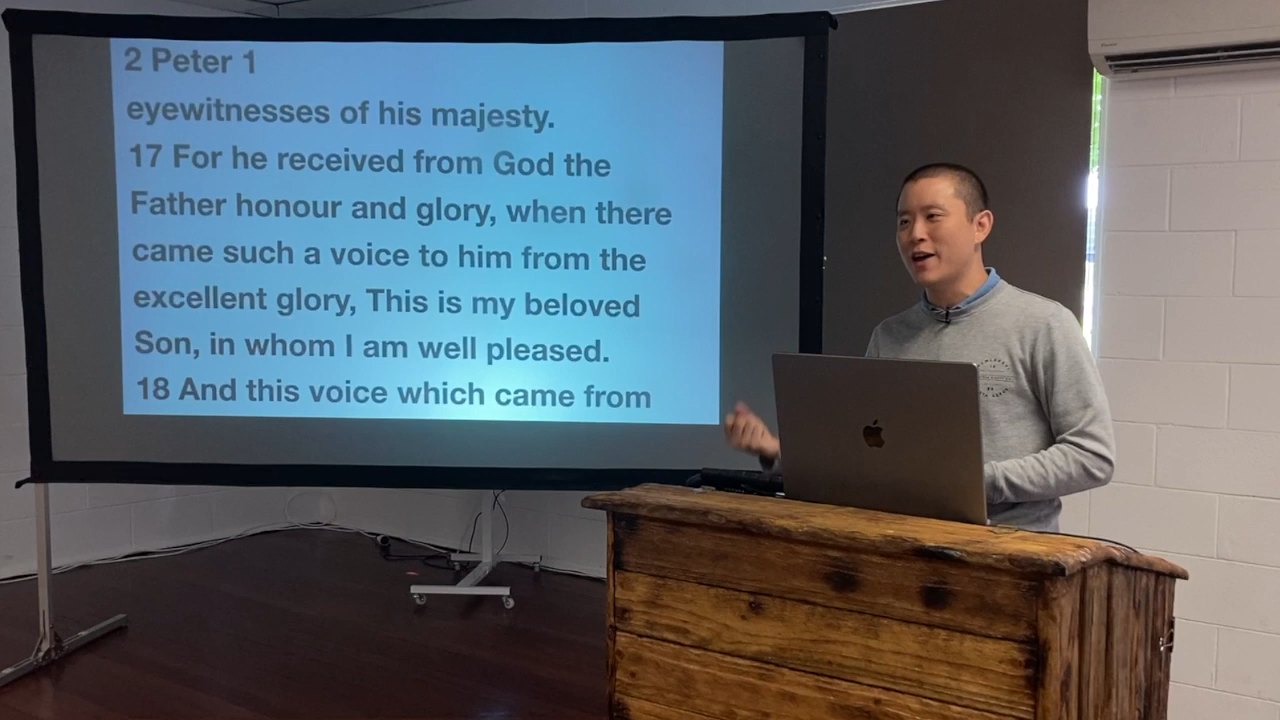 2 Peter 1
eyewitnesses of his majesty.
17 For he received from God the
Father honour and glory, when there
came such a voice to him from the
excellent glory, This is my beloved
Son, in whom I am well pleased.
18 And this voice which came from